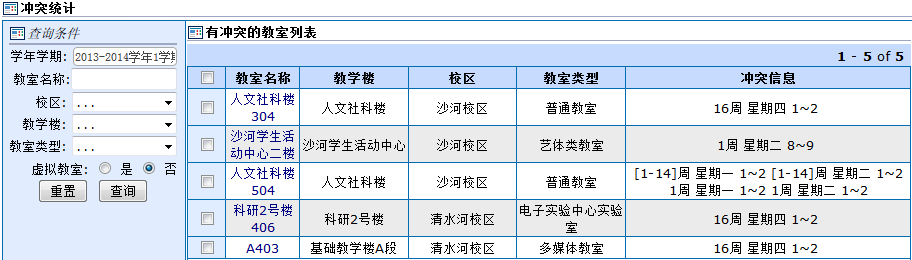 冲突统计
查询条件
学年学期: 2013-2014学年1学期
教室名称:
校区: ...
教学楼: ...
教室类型: ...
虚拟教室: 是 否
重置 查询
有冲突的教室列表
1 - 5 of 5
教室名称 教学楼 校区 教室类型 冲突信息
人文社科楼304 人文社科楼 沙河校区 普通教室 16周 星期四 1~2
沙河学生活动中心二楼 沙河学生活动中心 沙河校区 艺体类教室 1周 星期二 8~9
人文社科楼504 人文社科楼 沙河校区 普通教室 [1-14]周 星期一 1~2 [1-14]周 星期二 1~2 1周 星期一 1~2 1周 星期二 1~2
科研2号楼406 科研2号楼 清水河校区 电子实验中心实验室 16周 星期四 1~2
A403 基础教学楼A段 清水河校区 多媒体教室 16周 星期四 1~2